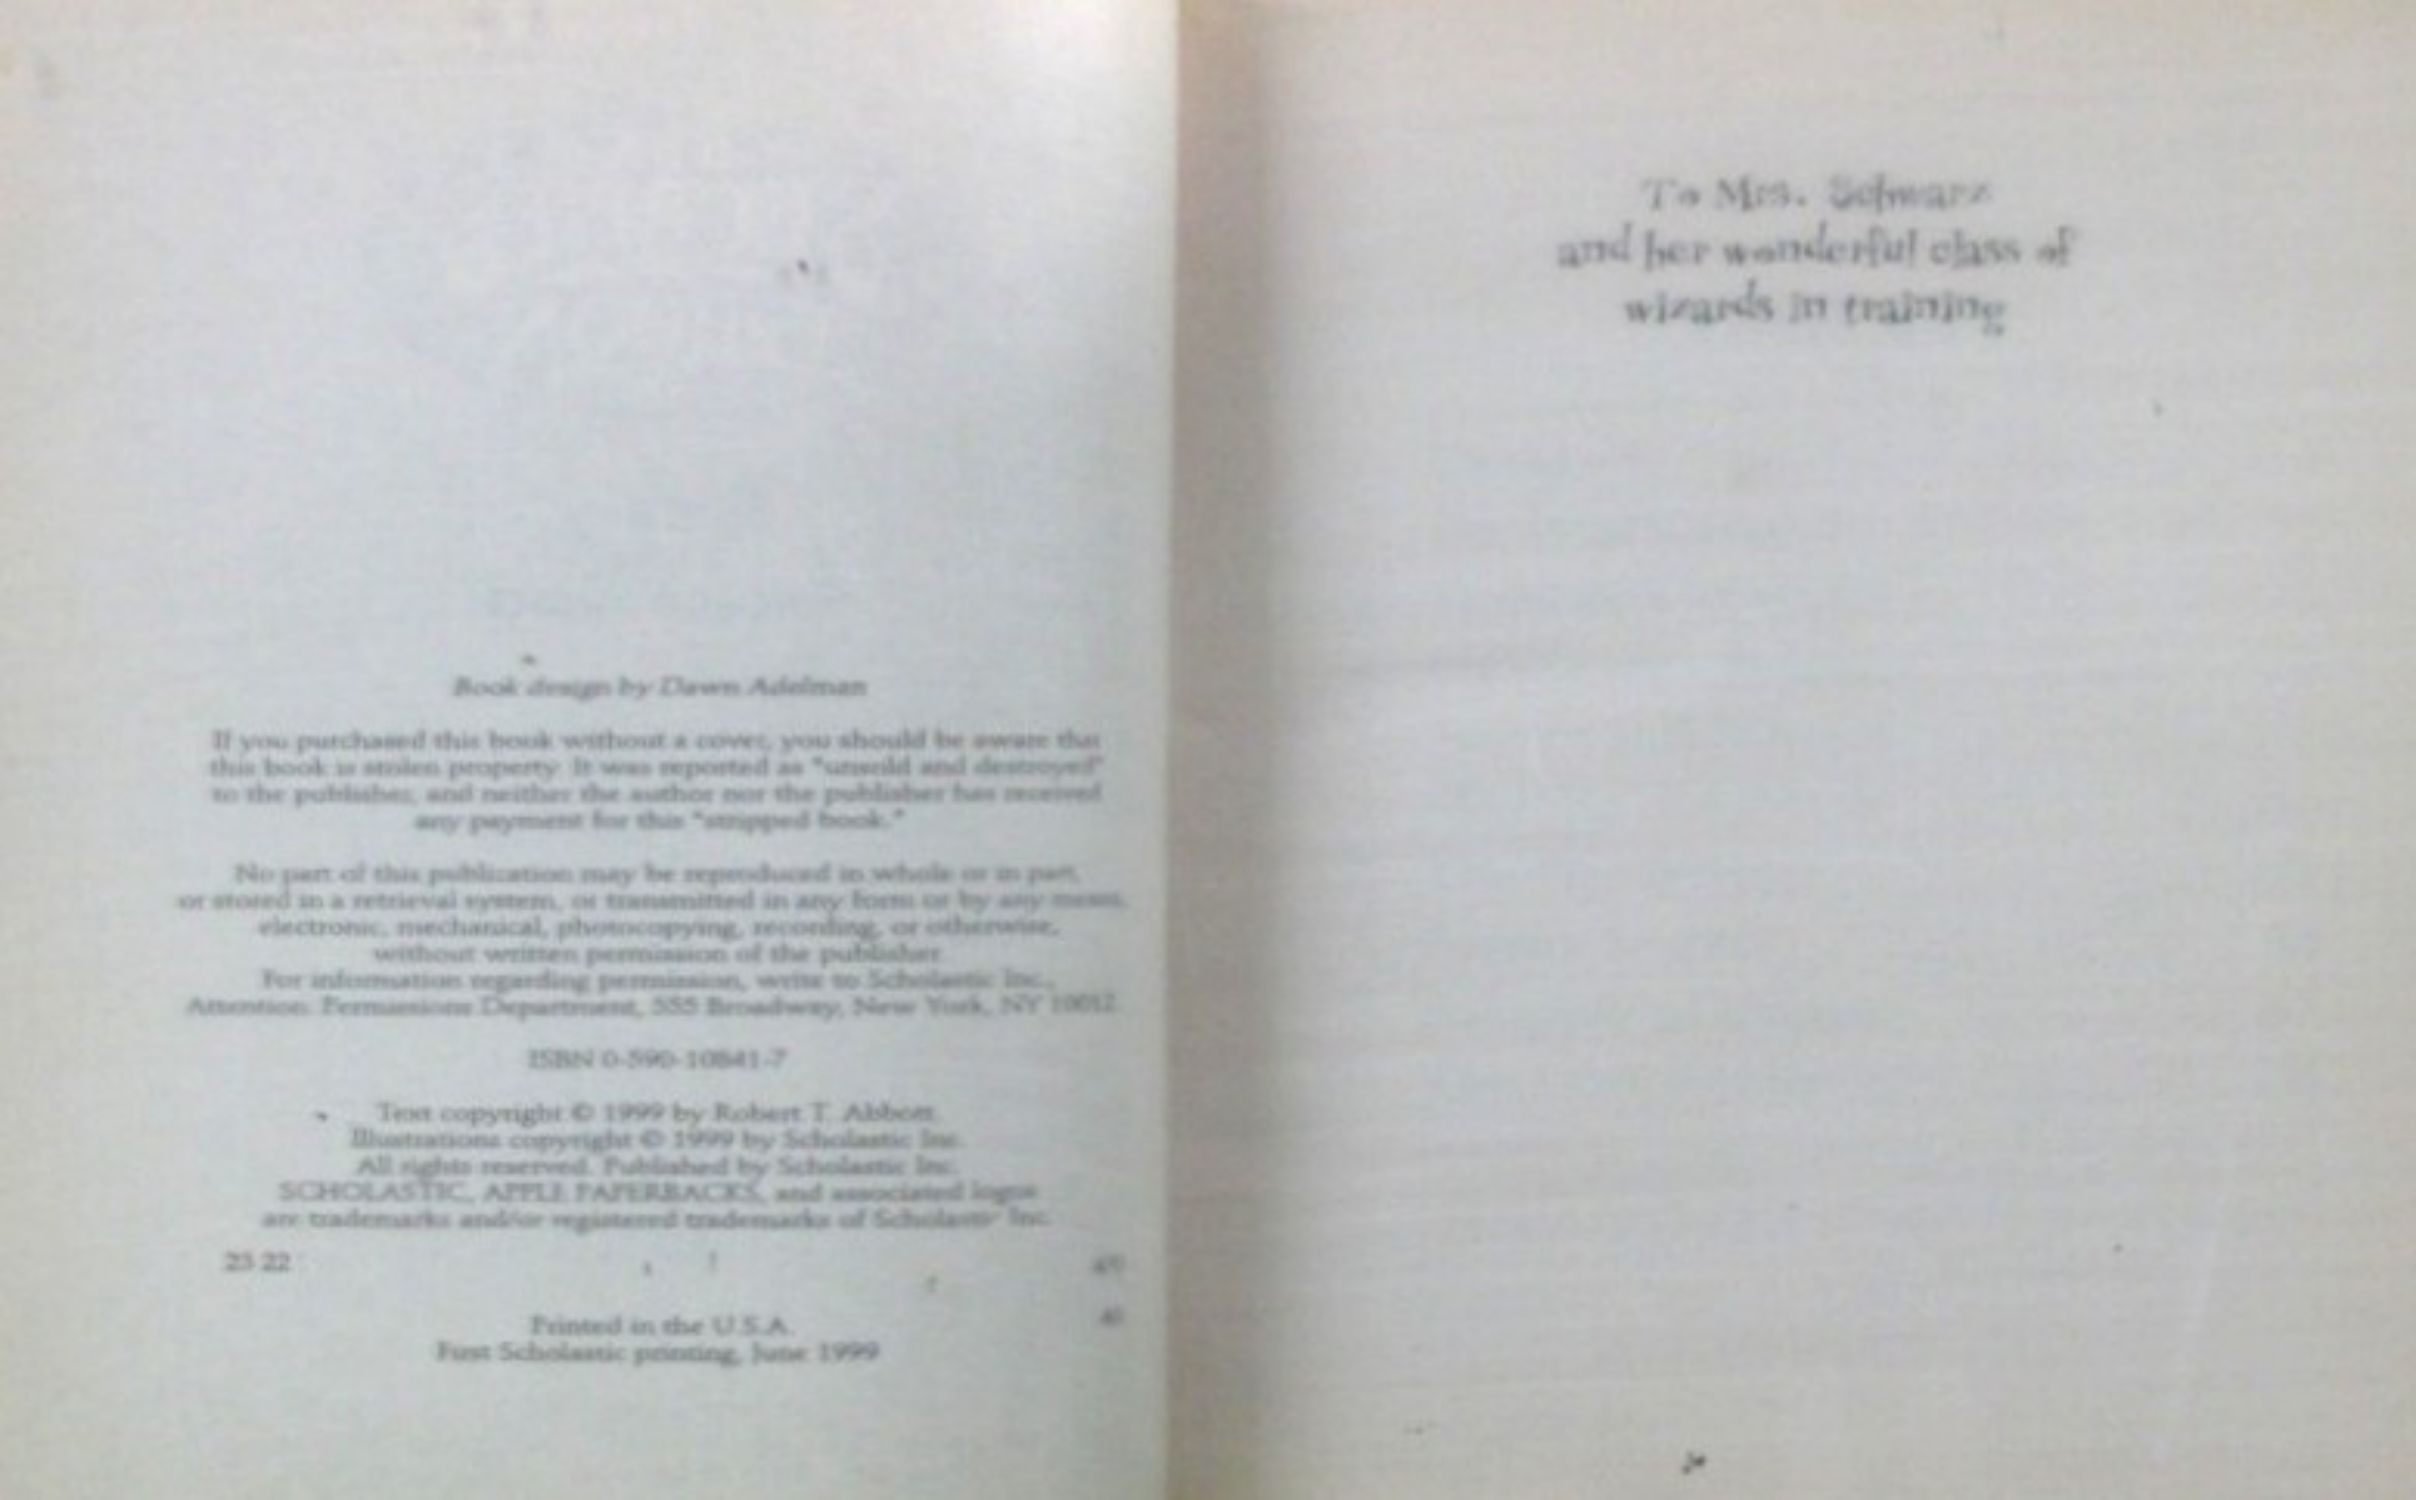 Book design by Dawn Adelman
If you purchased this book without a cover, you should be aware that
this book is stolen property. It was reported as "unsold and destroyed"
to the publisher, and neither the author nor the publisher has received
any payment for this "stripped book."
No part of this publication may be reproduced in whole or in part,
or stored in a retrieval system, or transmitted in any form or by any means,
electronic, mechanical, photocopying, recording, or otherwise,
without written permission of the publisher.
For information regarding permission, write to Scholastic Inc.,
Attention: Permissions Department, 555 Broadway, New York, NY 10012.
ISBN 0-590-10841-7
Text copyright © 1999 by Robert T. Abbott.
Illustrations copyright © 1999 by Scholastic Inc.
All rights reserved. Published by Scholastic Inc.
SCHOLASTIC, APPLE PAPERBACKS, and associated logos
are trademarks and/or registered trademarks of Scholastic Inc.
23 22
40
Printed in the U.S.A.
First Scholastic printing, June 1999
To Mrs. Schwarz
and her wonderful class of
wizards in training